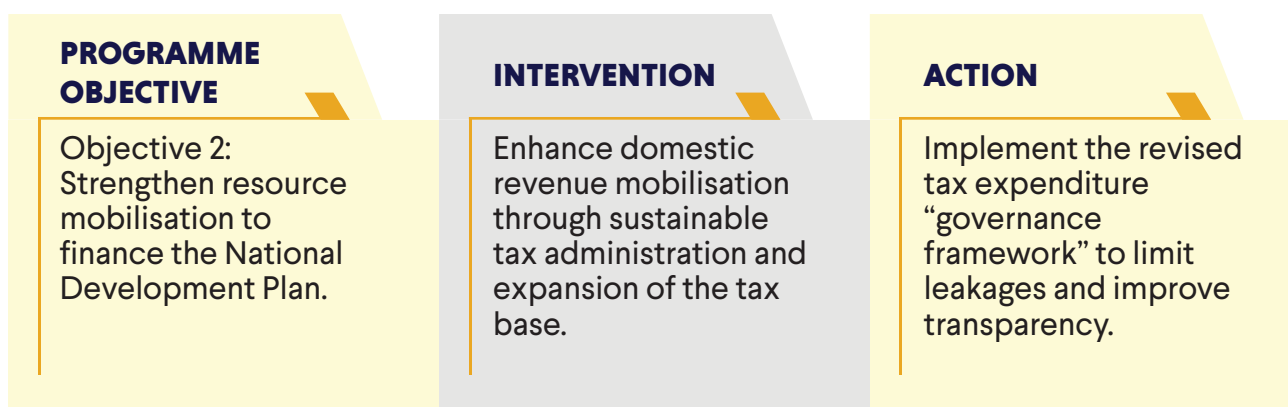 PROGRAMME
OBJECTIVE
Objective 2:
Strengthen resource
mobilisation to
finance the National
Development Plan.
INTERVENTION
Enhance domestic
revenue mobilisation
through sustainable
tax administration and
expansion of the tax
base.
ACTION
Implement the revised
tax expenditure
“governance
framework” to limit
leakages and improve
transparency.